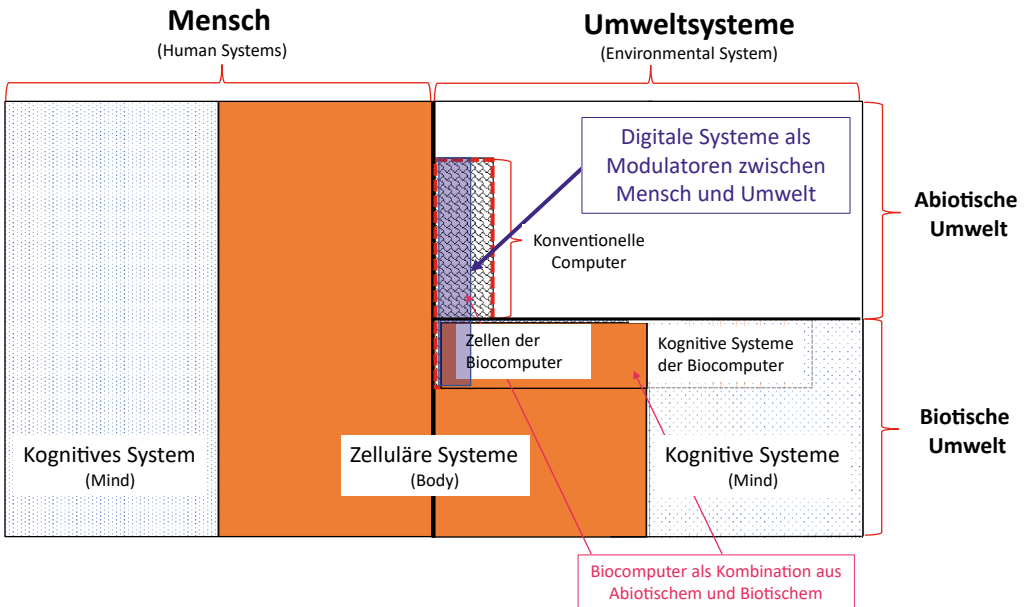 Mensch
(Human Systems)
Umweltsysteme
(Environmental System)
Digitale Systeme als
Modulatoren zwischen
Mensch und Umwelt
Abiotische
Umwelt
Konventionelle
Computer
Zellen der
Biocomputer
Kognitive Systeme
der Biocomputer
Biotische
Umwelt
Kognitives System
(Mind)
Zelluläre Systeme
(Body)
Kognitive Systeme
(Mind)
Biocomputer als Kombination aus
Abiotischem und Biotischem